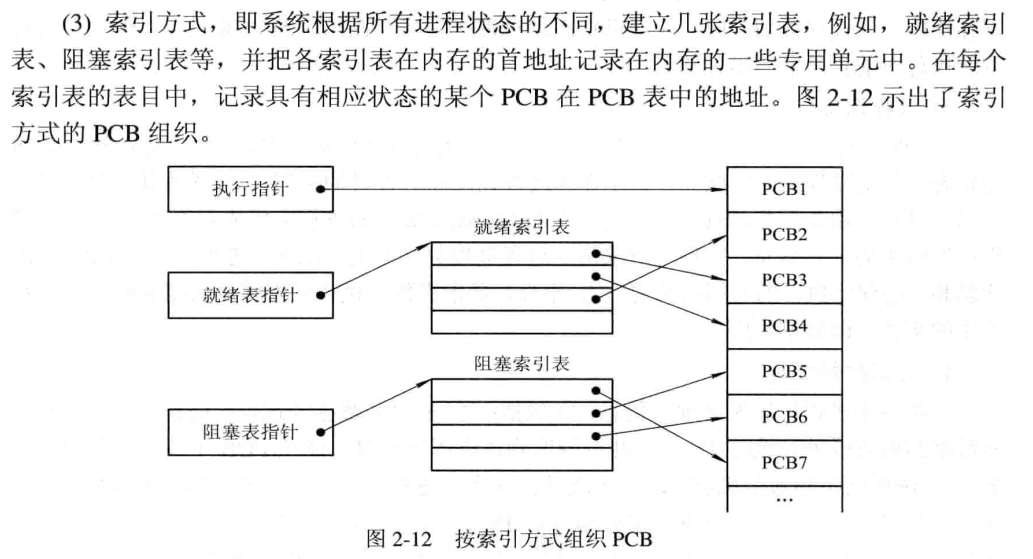 (3) 索引方式，即系统根据所有进程状态的不同，建立几张索引表，例如，就绪索引
表、阻塞索引表等，并把各索引表在内存的首地址记录在内存的一些专用单元中。在每个
索引表的表目中，记录具有相应状态的某个 PCB 在 PCB 表中的地址。图 2-12 示出了索引
方式的 PCB 组织。
执行指针
PCB1
就绪索引表
PCB2
就绪表指针
PCB3
PCB4
阻塞索引表
PCB5
阻塞表指针
PCB6
PCB7
…
图 2-12 按索引方式组织 PCB